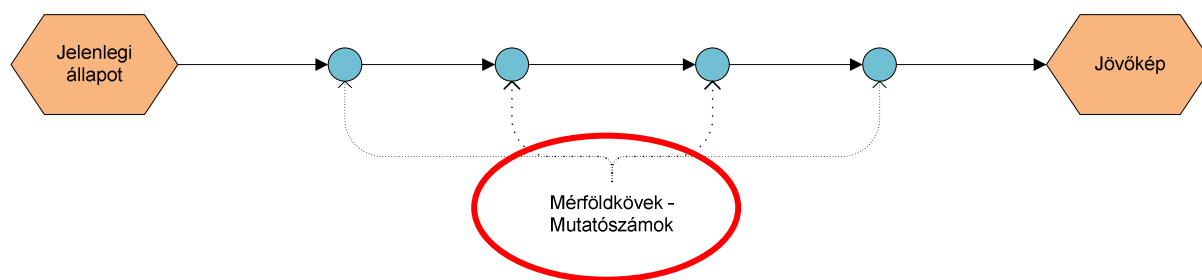 Jelenlegi
állapot
Jövőkép
Mérföldkövek -
Mutatószámok